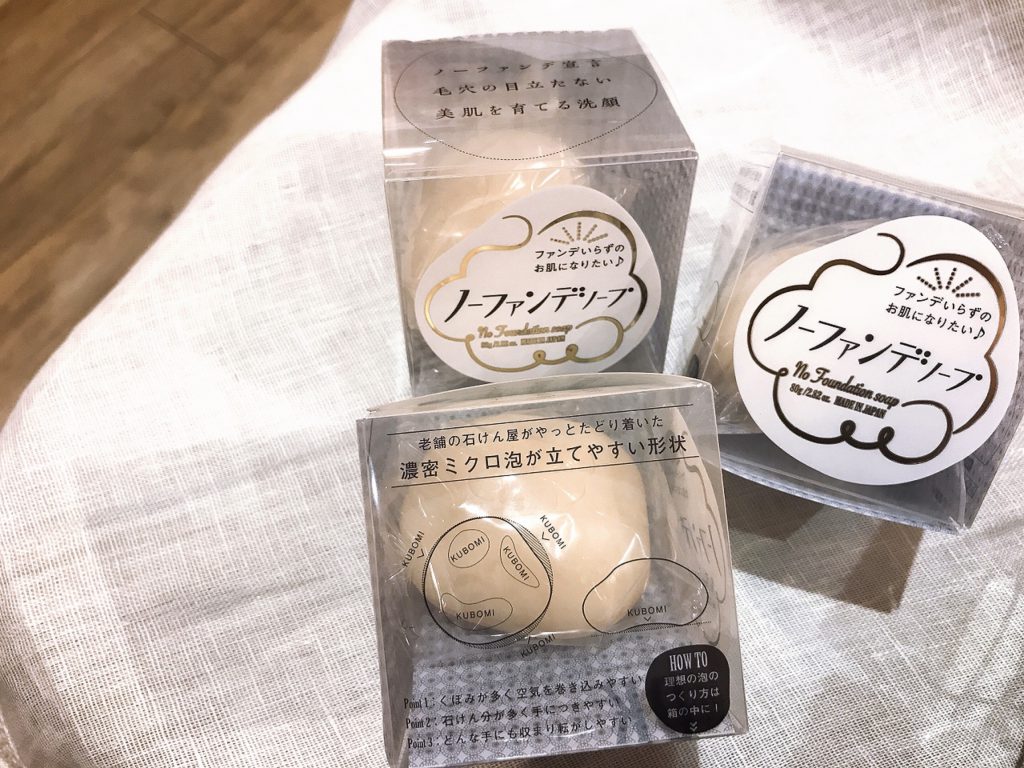 ノーファンデ宣言
毛穴の目立たない
美肌を育てる洗顔
ファンデいらずの
お肌になりたい♪
ノーファンデソープ
No Foundation soap
MADE IN JAPAN
ファンデいらずの
お肌になりたい♪
ノーファンデソープ
No Foundation soap
80g/2.82 oz. MADE IN JAPAN
老舗の石けん屋がやっとたどり着いた
濃密ミクロ泡が立てやすい形状
KUBOMI
KUBOMI
KUBOMI
KUBOMI
KUBOMI
KUBOMI
KUBOMI
Point 1：くぼみが多く空気を巻き込みやすい
Point 2：石けん分が多く手につきやすい
Point 3：どんな手にも収まり転がしやすい
HOW TO
理想の泡の
つくり方は
箱の中に！